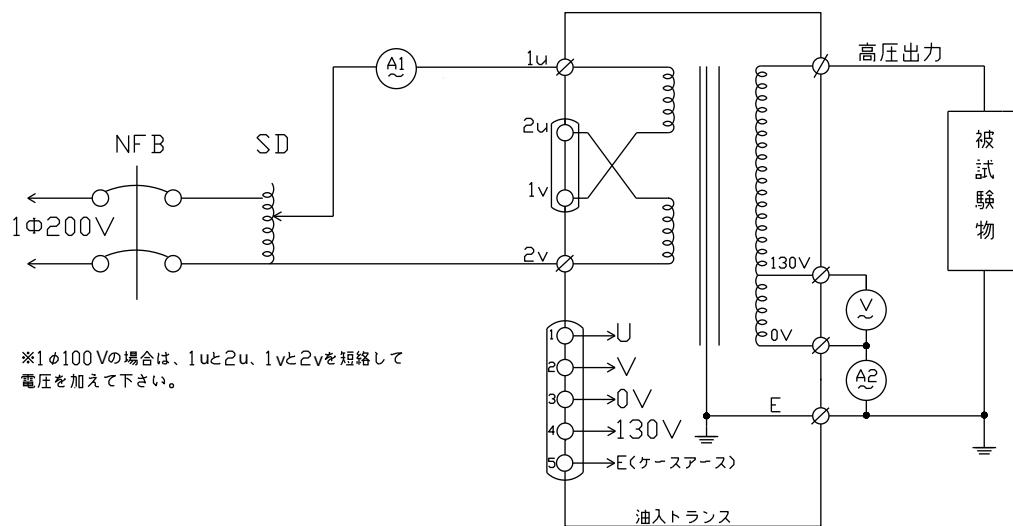 高圧出力
1u
A1
2u
NFB
SD
1v
1Φ200V
2v
被試験物
130V
V
0V
A2
E
※1φ100Vの場合は、1uと2u、1vと2vを短絡して
電圧を加えて下さい。
1 U
2 V
3 0V
4 130V
5 E(ケースアース)
油入トランス